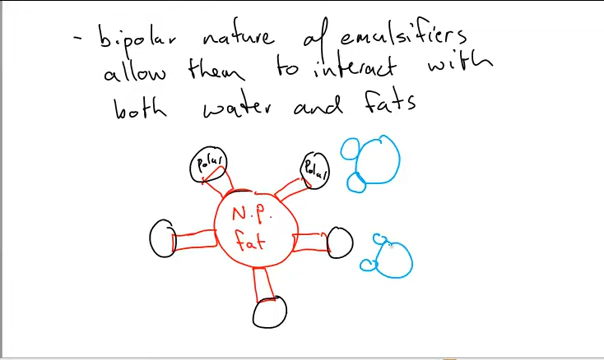 - bipolar nature of emulsifiers
allow them to interact with
both water and fats
polar
polar
N.P.
fat